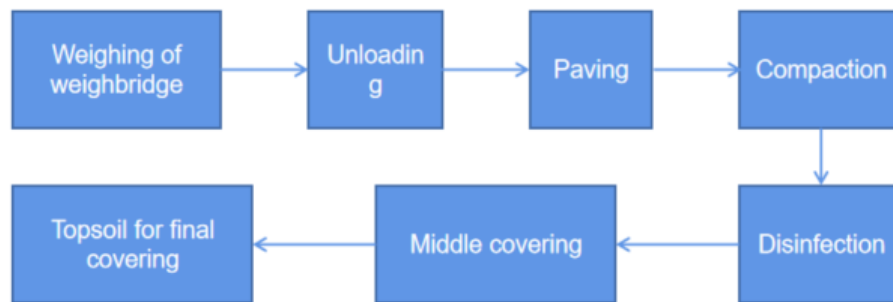 Weighing of
weighbridge
Unloadin
g
Paving
Compaction
Topsoil for final
covering
Middle covering
Disinfection